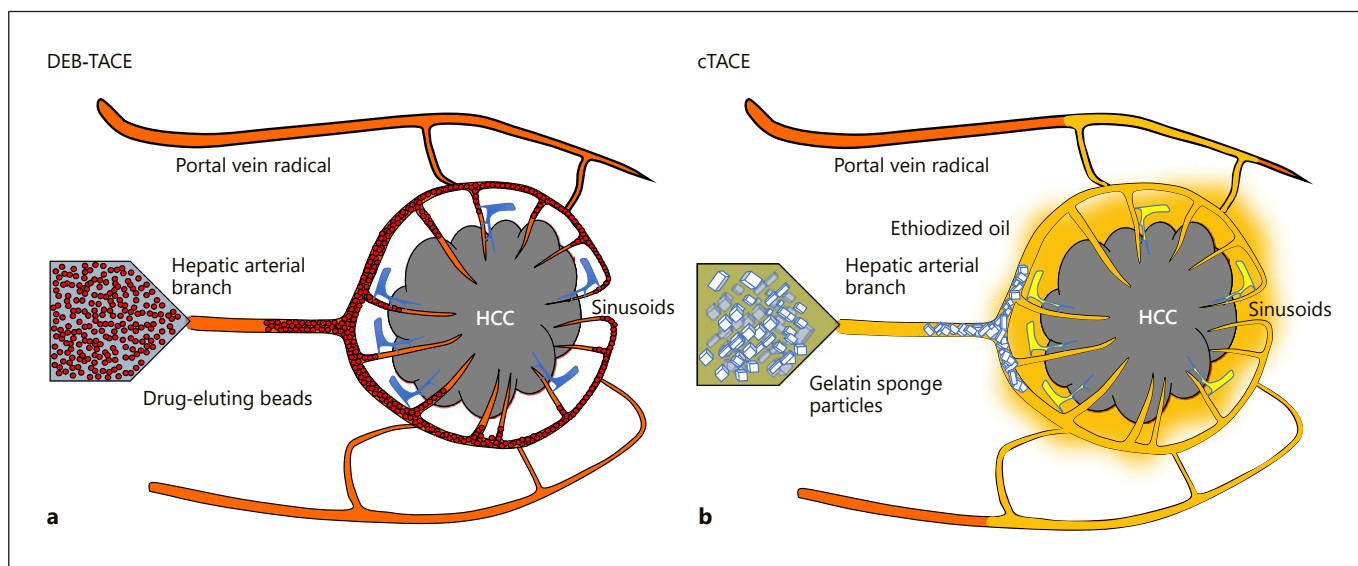 DEB-TACE
Portal vein radical
Hepatic arterial
branch
HCC
Sinusoids
Drug-eluting beads
a
cTACE
Portal vein radical
Ethiodized oil
Hepatic arterial
branch
HCC
Sinusoids
Gelatin sponge
particles
b